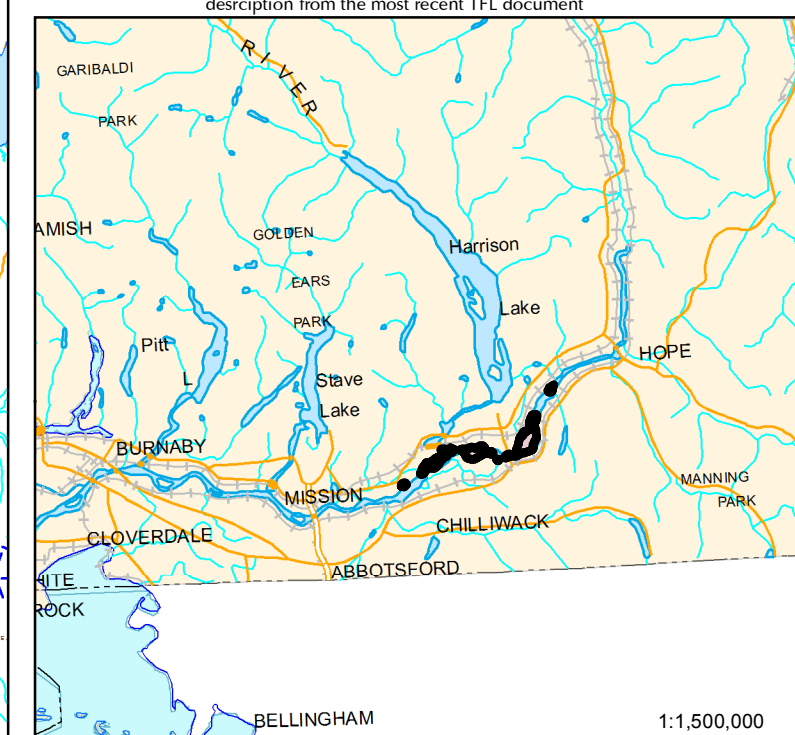 desrciption from the most recent TFL document
RIVER
GARIBALDI
PARK
AMISH
GOLDEN
EARS
PARK
Harrison
Lake
Pitt
L
Stave
Lake
HOPE
BURNABY
MISSION
MANNING
PARK
CHILLIWACK
CLOVERDALE
ABBOTSFORD
HITE
ROCK
BELLINGHAM
1:1,500,000